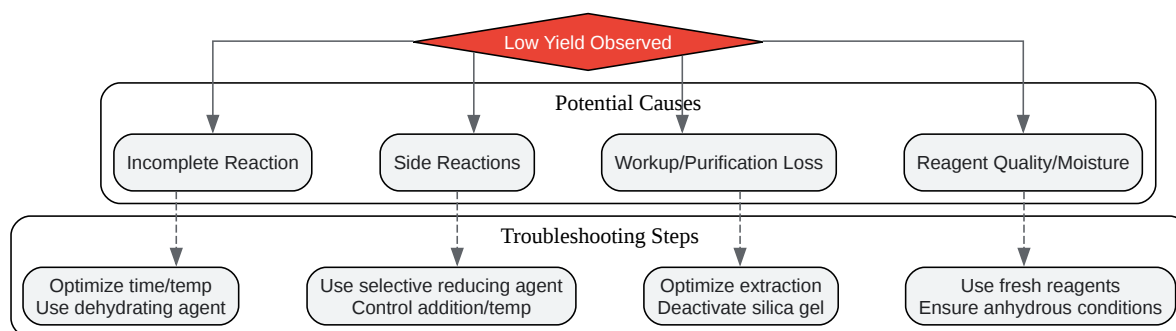 Low Yield Observed
Potential Causes
Incomplete Reaction
Side Reactions
Workup/Purification Loss
Reagent Quality/Moisture
Troubleshooting Steps
Optimize time/temp
Use dehydrating agent
Use selective reducing agent
Control addition/temp
Optimize extraction
Deactivate silica gel
Use fresh reagents
Ensure anhydrous conditions